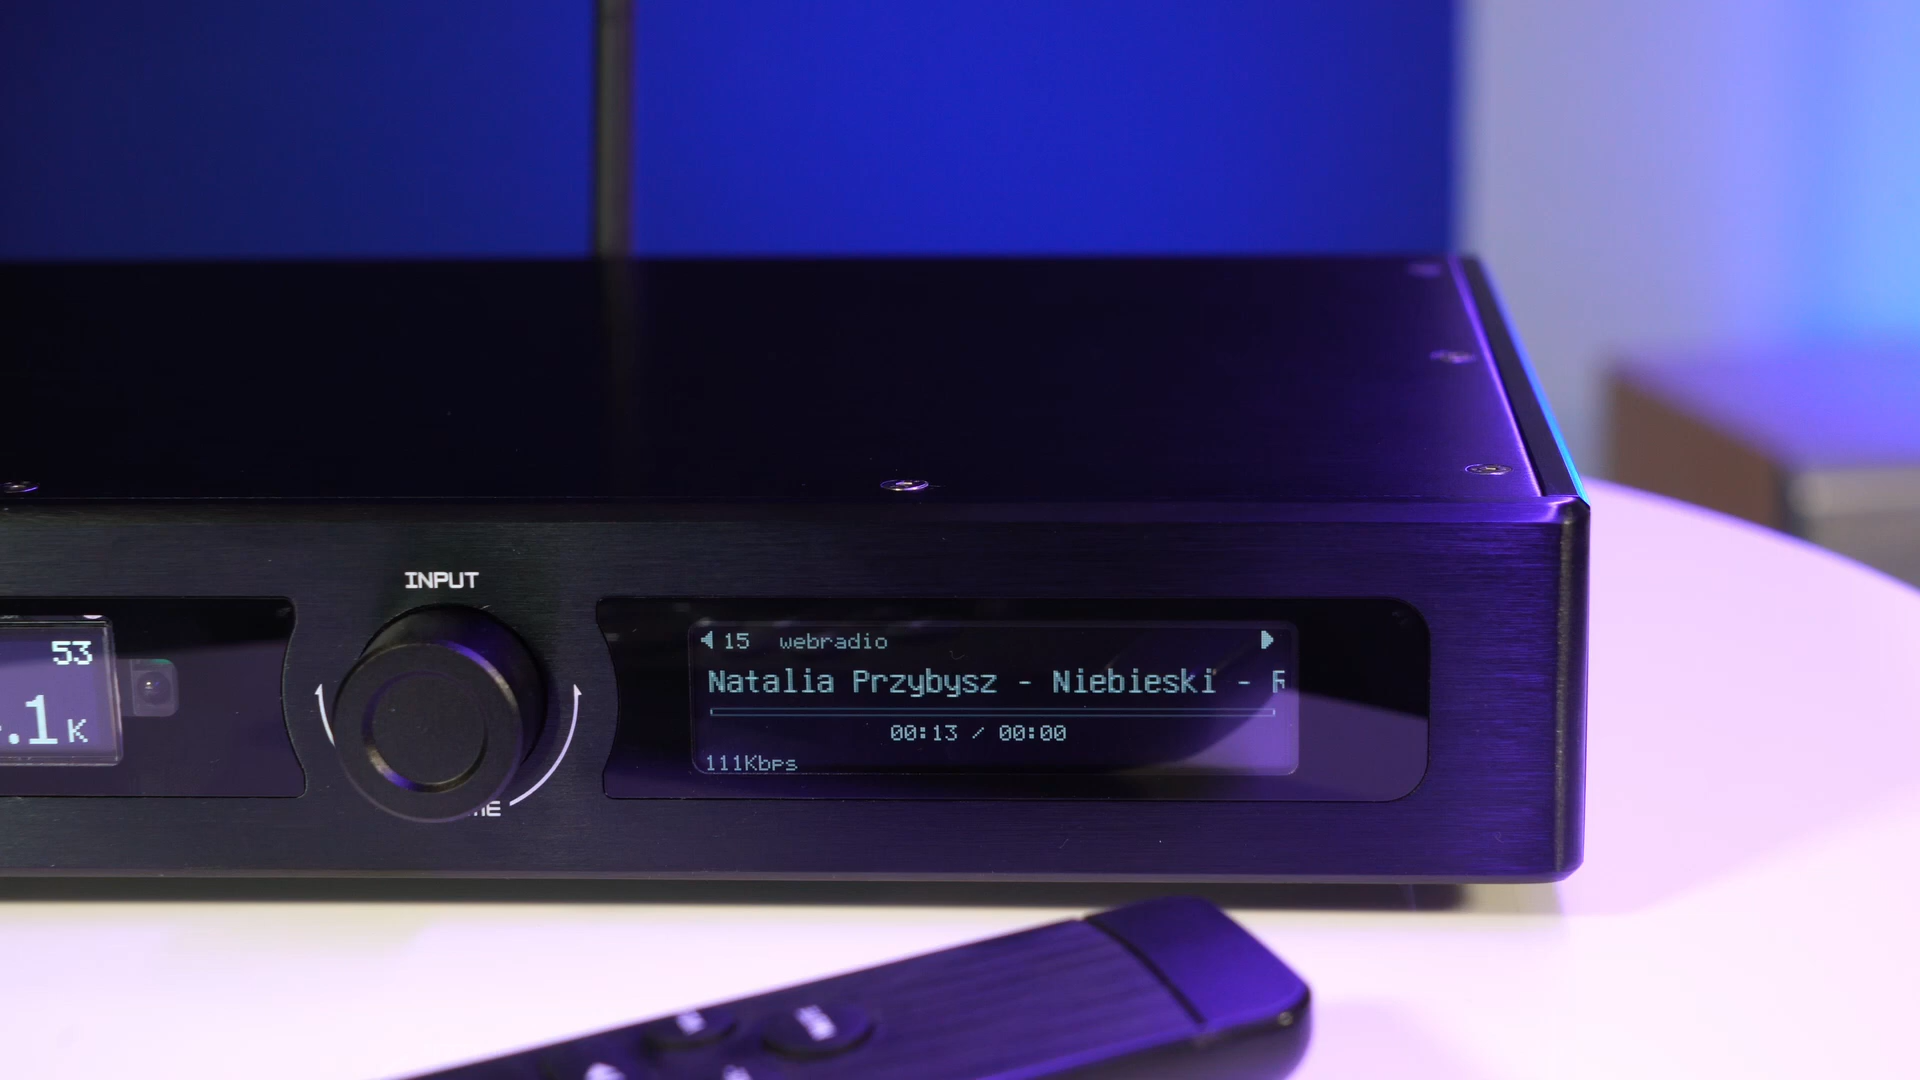 INPUT
53
.1K
15 webradio
Natalia Przybysz - Niebieski - R
00:13 / 00:00
111Kbps